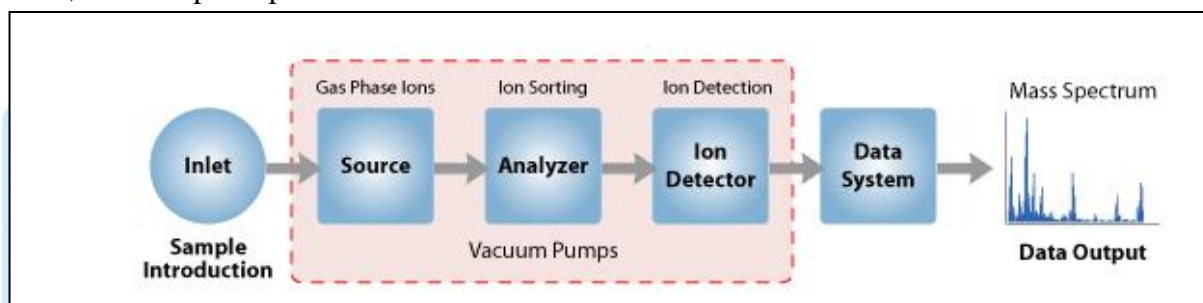 Gas Phase Ions
Ion Sorting
Ion Detection
Mass Spectrum
Inlet
Source
Analyzer
Ion
Detector
Data
System
Sample
Introduction
Vacuum Pumps
Data Output